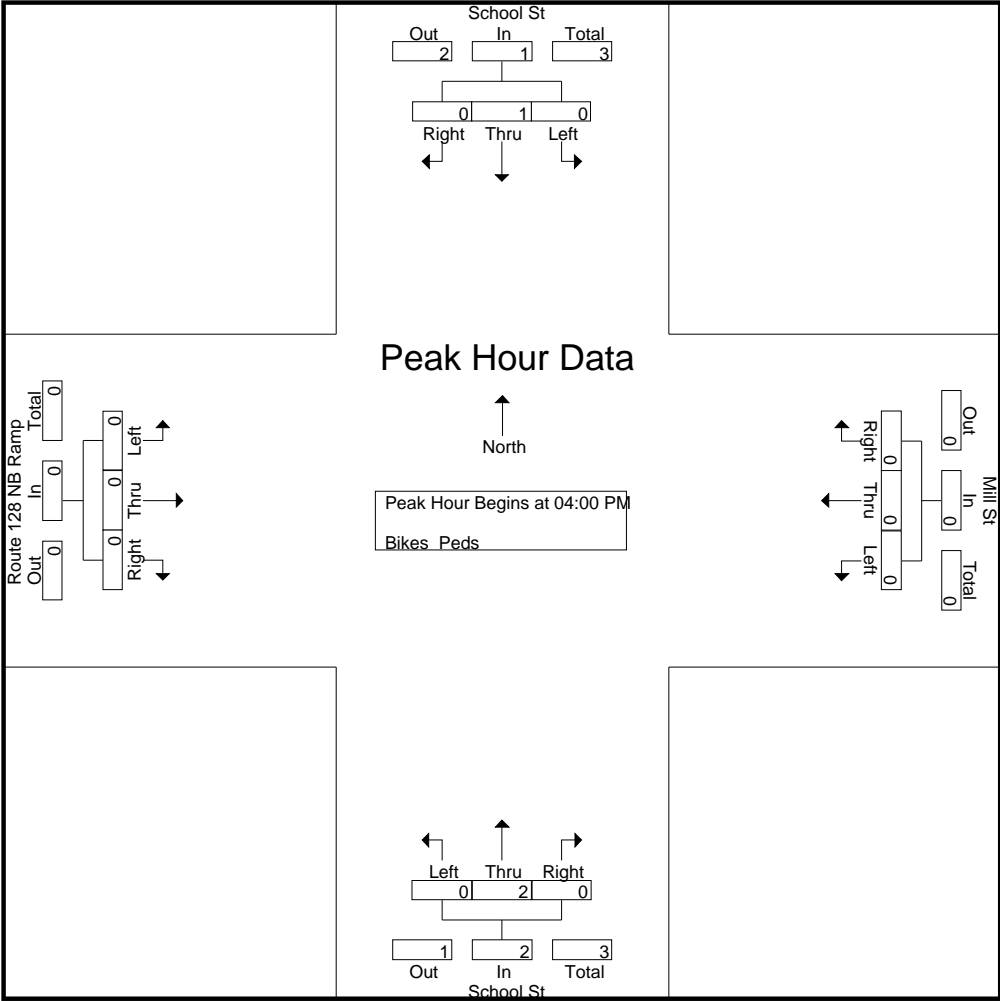 School St
Out In Total
2 1 3
0 1 0
Right Thru Left
Peak Hour Data
North
Peak Hour Begins at 04:00 PM
Bikes Peds
Route 128 NB Ramp
Out In Total
0 0 0
Right Thru Left
0 0 0
Mill St
Out In Total
0 0 0
Right Thru Left
0 0 0
Left Thru Right
0 2 0
1 2 3
Out In Total
School St